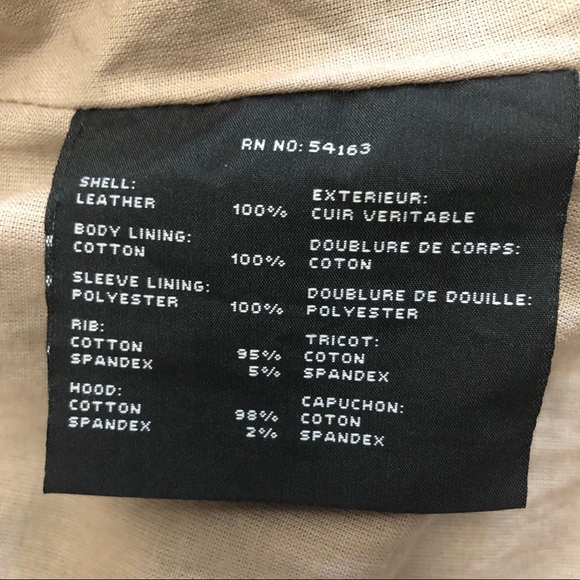 RN NO: 54163
SHELL:
LEATHER 100%
BODY LINING:
COTTON 100%
SLEEVE LINING:
POLYESTER 100%
RIB:
COTTON 95%
SPANDEX 5%
HOOD:
COTTON 98%
SPANDEX 2%
EXTERIEUR:
CUIR VERITABLE
DOUBLURE DE CORPS:
COTON
DOUBLURE DE DOUILLE:
POLYESTER
TRICOT:
COTON
SPANDEX
CAPUCHON:
COTON
SPANDEX